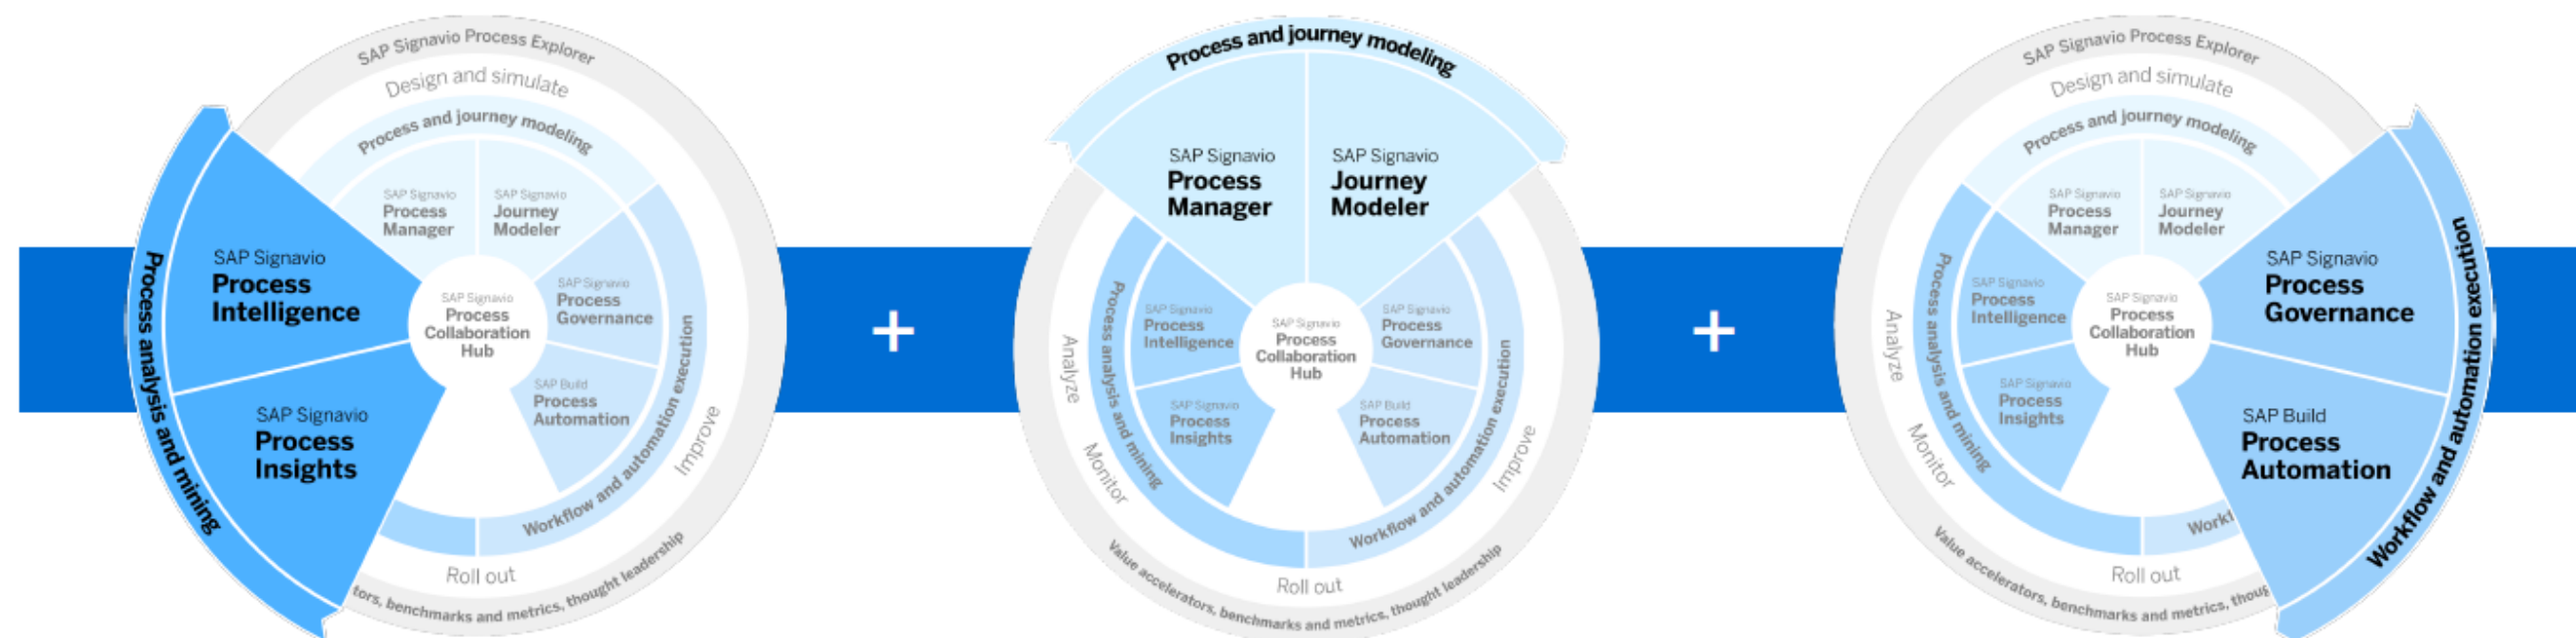 SAP Signavio Process Explorer
Design and simulate
Process and journey modeling
SAP Signavio
Process
Manager
SAP Signavio
Journey
Modeler
SAP Signavio
Process
Intelligence
SAP Signavio
Process
Insights
Process analysis and mining
SAP Signavio
Process
Collaboration
Hub
SAP Signavio
Process
Governance
SAP Build
Process
Automation
Workflow and automation execution
Improve
Roll out
tors, benchmarks and metrics, thought leadership
+
Process and journey modeling
SAP Signavio
Process
Manager
SAP Signavio
Journey
Modeler
Analyze
Monitor
Process analysis and mining
SAP Signavio
Process
Intelligence
SAP Signavio
Process
Insights
SAP Signavio
Process
Collaboration
Hub
SAP Signavio
Process
Governance
SAP Build
Process
Automation
Workflow and automation execution
Improve
Roll out
Value accelerators, benchmarks and metrics, thought leadership
+
SAP Signavio Process Explorer
Design and simulate
Process and journey modeling
SAP Signavio
Process
Manager
SAP Signavio
Journey
Modeler
Analyze
Monitor
Process analysis and mining
SAP Signavio
Process
Intelligence
SAP Signavio
Process
Insights
SAP Signavio
Process
Collaboration
Hub
SAP Signavio
Process
Governance
SAP Build
Process
Automation
Workflow and automation execution
Workf
Roll out
Value accelerators, benchmarks and metrics, thoug